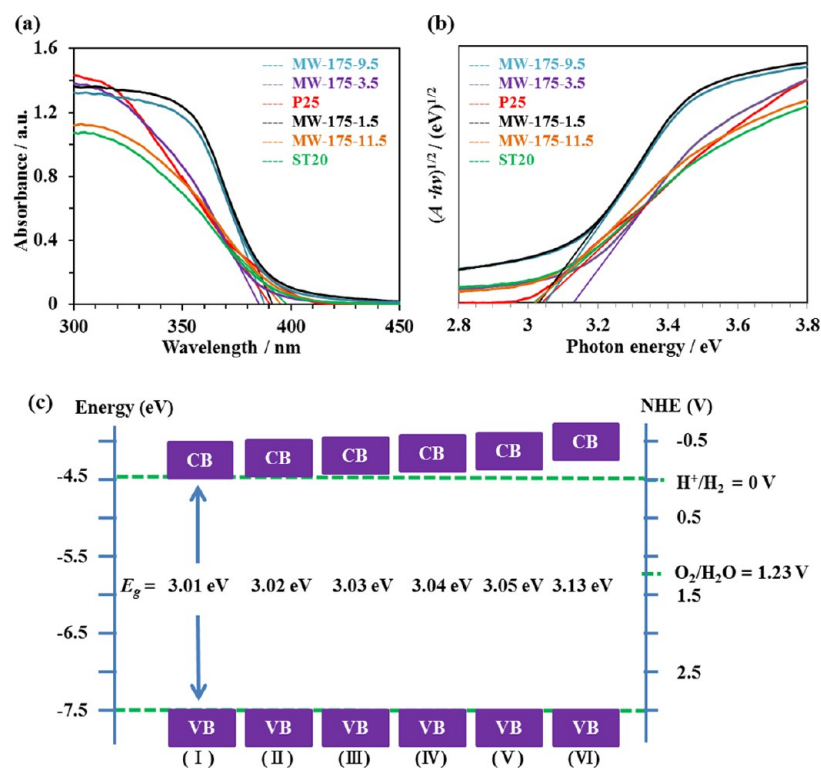 (a)
1.6
1.2
0.8
0.4
0
Absorbance / a.u.
MW-175-9.5
MW-175-3.5
P25
MW-175-1.5
MW-175-11.5
ST20
300 350 400 450
Wavelength / nm
(b)
(A ·hν)1/2 / (eV)1/2
MW-175-9.5
MW-175-3.5
P25
MW-175-1.5
MW-175-11.5
ST20
2.8 3 3.2 3.4 3.6 3.8
Photon energy / eV
(c)
Energy (eV) NHE (V)
CB CB CB CB CB CB -0.5
-4.5 H+/H2 = 0 V
0.5
-5.5
O2/H2O = 1.23 V
Eg = 3.01 eV 3.02 eV 3.03 eV 3.04 eV 3.05 eV 3.13 eV
1.5
-6.5
2.5
-7.5
VB VB VB VB VB VB
(Ⅰ) (Ⅱ) (Ⅲ) (Ⅳ) (Ⅴ) (Ⅵ)